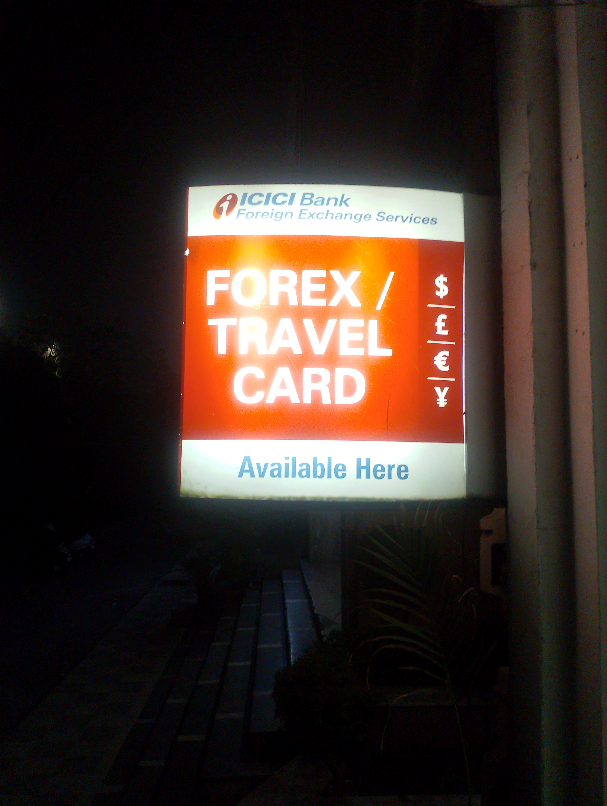 ICICI Bank
Foreign Exchange Services
FOREX /
TRAVEL
CARD
$
£
€
¥
Available Here